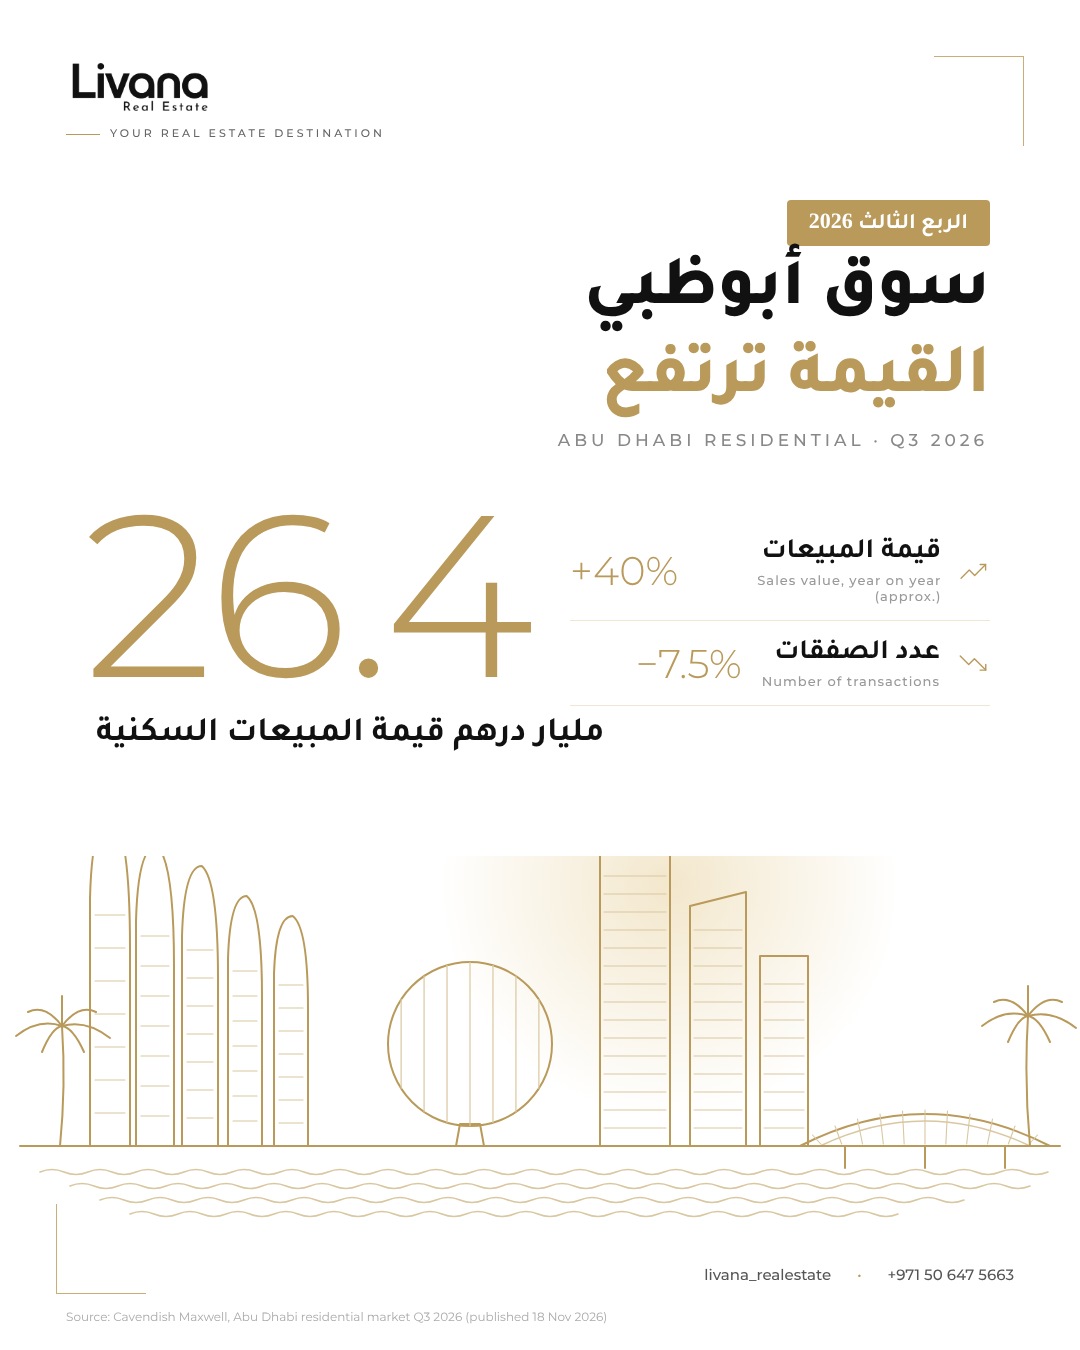 Livana
Real Estate
YOUR REAL ESTATE DESTINATION
الربع الثالث 2026
سوق أبوظبي
القيمة ترتفع
ABU DHABI RESIDENTIAL · Q3 2026
26.4
مليار درهم قيمة المبيعات السكنية
قيمة المبيعات
+40%
Sales value, year on year
(approx.)
عدد الصفقات
−7.5%
Number of transactions
livana_realestate · +971 50 647 5663
Source: Cavendish Maxwell, Abu Dhabi residential market Q3 2026 (published 18 Nov 2026)